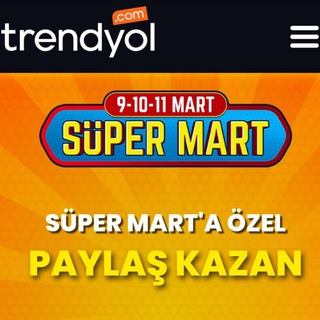 .com
trendyol
9-10-11 MART
SÜPER MART
SÜPER MART'A ÖZEL
PAYLAŞ KAZAN